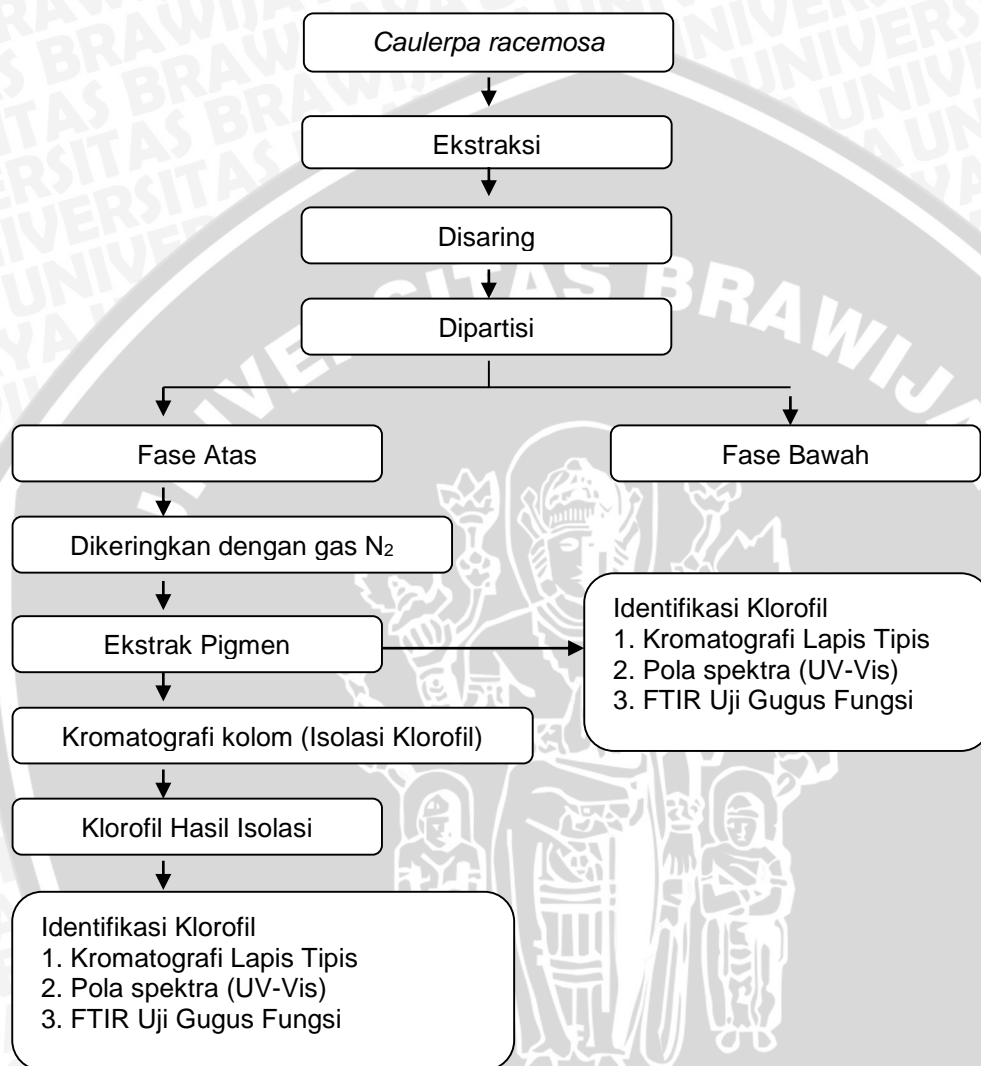 Caulerpa racemosa
Ekstraksi
Disaring
Dipartisi
Fase Atas
Fase Bawah
Dikeringkan dengan gas N₂
Ekstrak Pigmen
Identifikasi Klorofil
1. Kromatografi Lapis Tipis
2. Pola spektra (UV-Vis)
3. FTIR Uji Gugus Fungsi
Kromatografi kolom (Isolasi Klorofil)
Klorofil Hasil Isolasi
Identifikasi Klorofil
1. Kromatografi Lapis Tipis
2. Pola spektra (UV-Vis)
3. FTIR Uji Gugus Fungsi